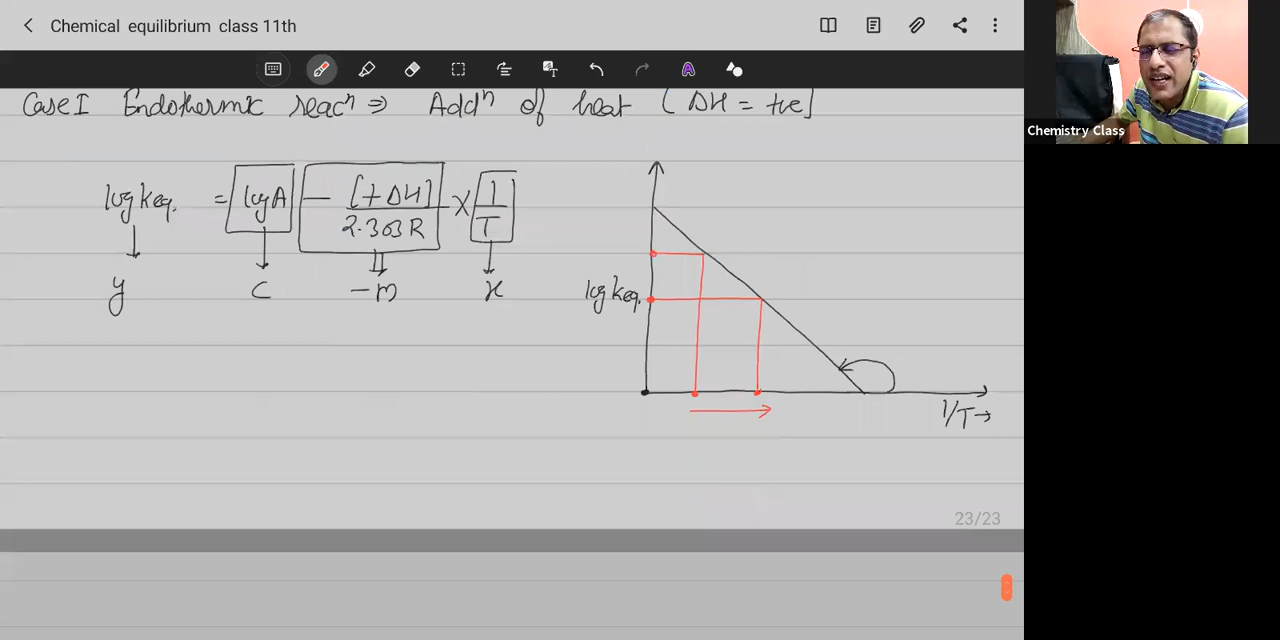 Chemical equilibrium class 11th
Chemistry Class
Case I Endothermic reacn ⇒ Addn of heat [ΔH = +ve]
log keq. = log A - [+ΔH] / 2.303 R × 1/T
y c -m x
log keq.
1/T→
23/23